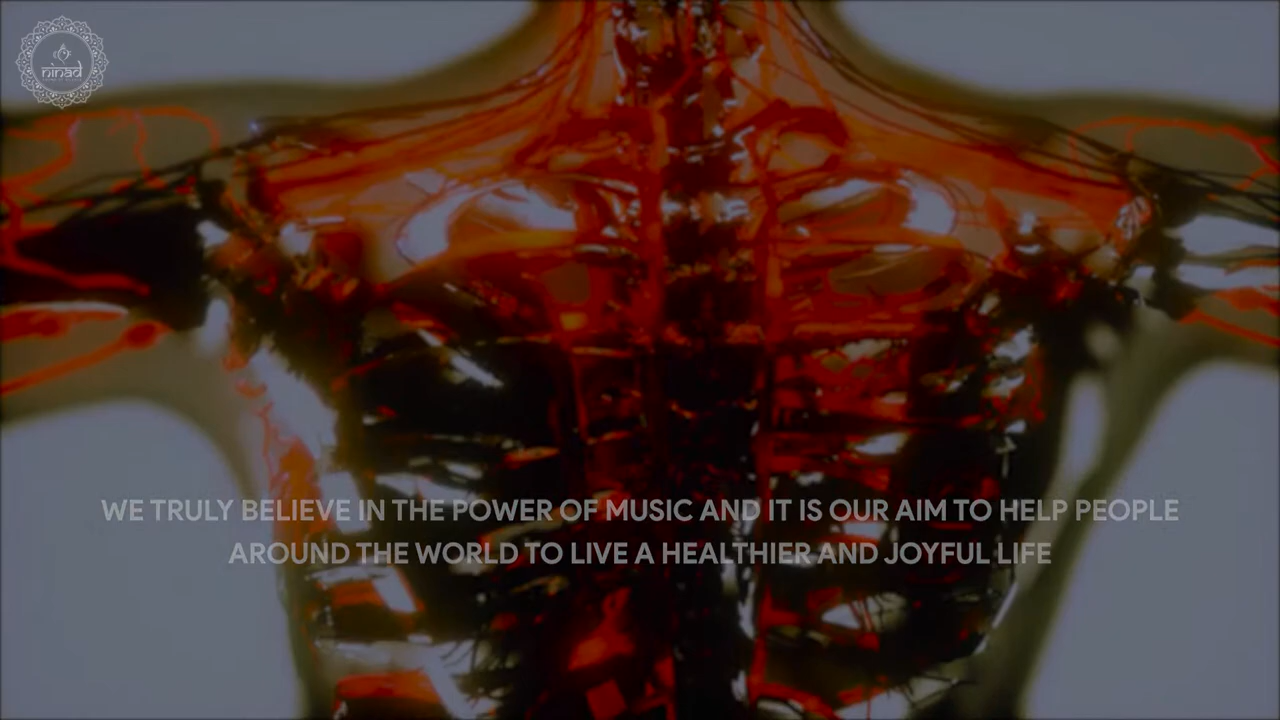 ninad
WE TRULY BELIEVE IN THE POWER OF MUSIC AND IT IS OUR AIM TO HELP PEOPLE
AROUND THE WORLD TO LIVE A HEALTHIER AND JOYFUL LIFE